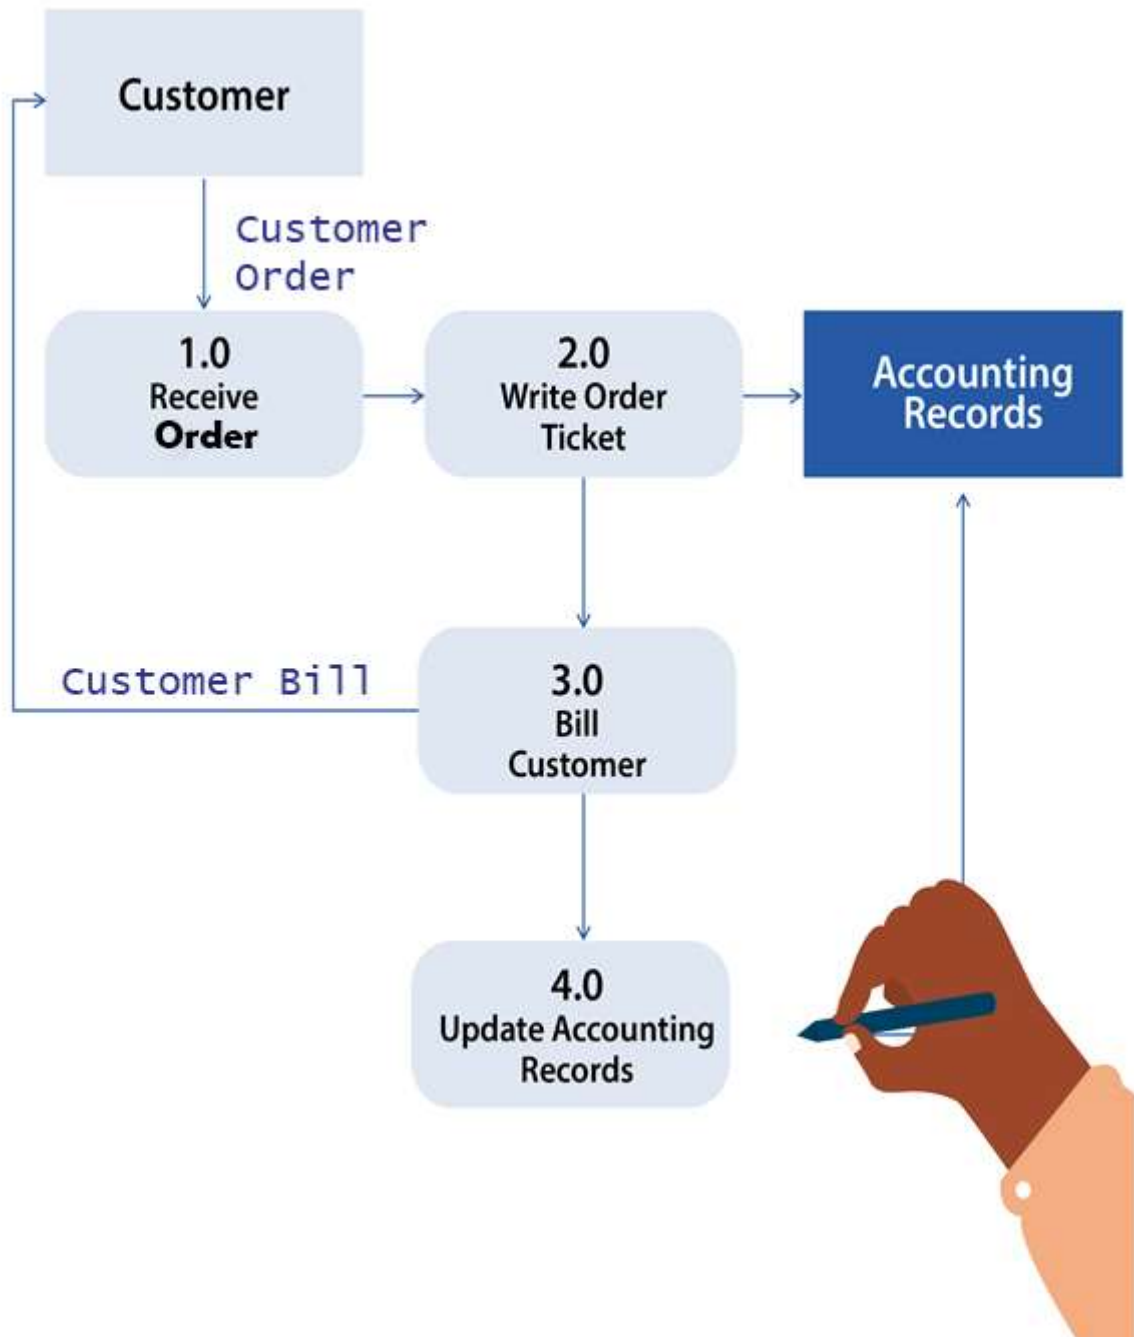 Customer
Customer
Order
1.0
Receive
Order
2.0
Write Order
Ticket
Accounting
Records
Customer Bill
3.0
Bill
Customer
4.0
Update Accounting
Records